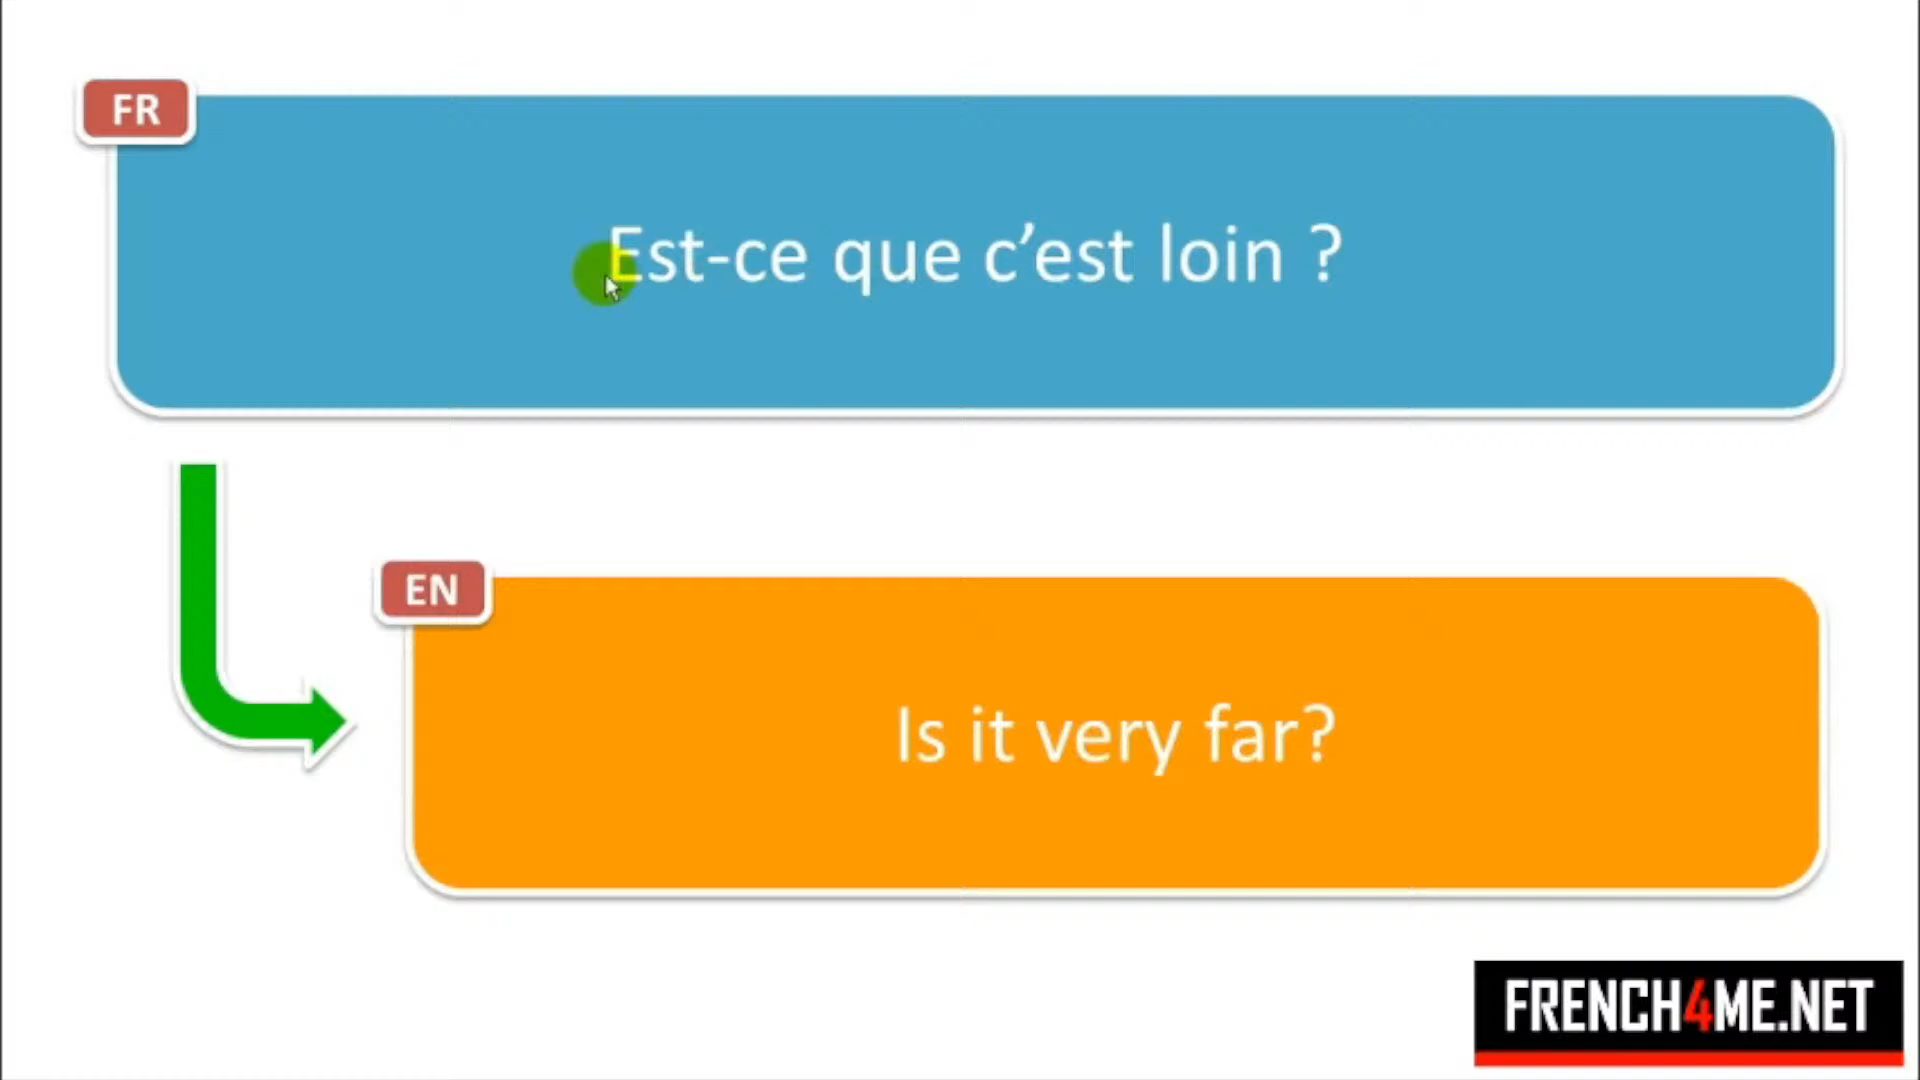 FR
Est-ce que c’est loin ?
EN
Is it very far?
FRENCH4ME.NET